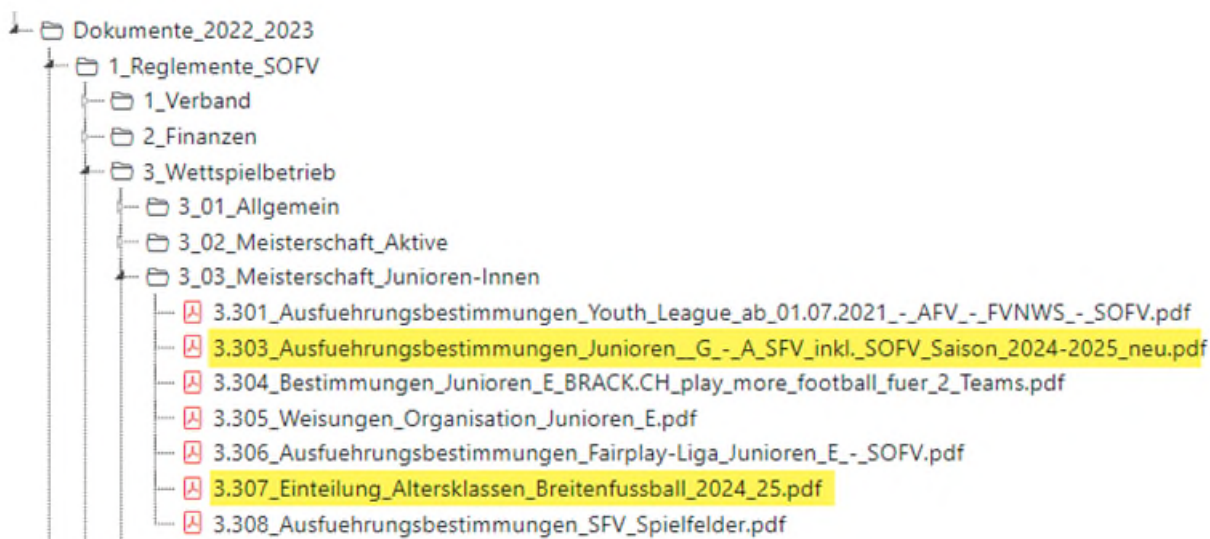 Dokumente_2022_2023
1_Reglemente_SOFV
1_Verband
2_Finanzen
3_Wettspielbetrieb
3_01_Allgemein
3_02_Meisterschaft_Aktive
3_03_Meisterschaft_Junioren-Innen
3.301_Ausfuehrungsbestimmungen_Youth_League_ab_01.07.2021_-_AFV_-_FVNWS_-_SOFV.pdf
3.303_Ausfuehrungsbestimmungen_Junioren__G_-_A_SFV_inkl._SOFV_Saison_2024-2025_neu.pdf
3.304_Bestimmungen_Junioren_E_BRACK.CH_play_more_football_fuer_2_Teams.pdf
3.305_Weisungen_Organisation_Junioren_E.pdf
3.306_Ausfuehrungsbestimmungen_Fairplay-Liga_Junioren_E_-_SOFV.pdf
3.307_Einteilung_Altersklassen_Breitenfussball_2024_25.pdf
3.308_Ausfuehrungsbestimmungen_SFV_Spielfelder.pdf